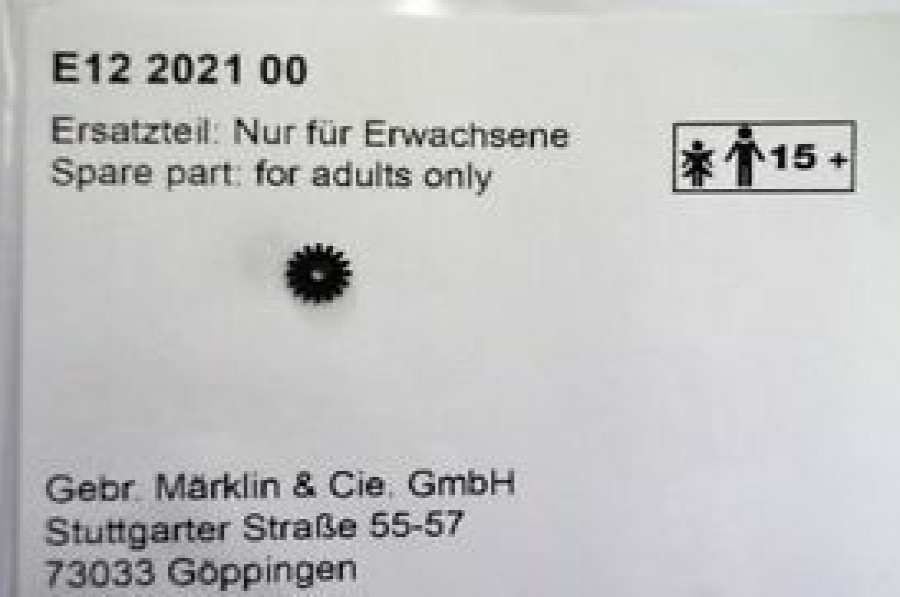 E12 2021 00
Ersatzteil: Nur für Erwachsene
Spare part: for adults only
15 +
Gebr. Märklin & Cie. GmbH
Stuttgarter Straße 55-57
73033 Göppingen